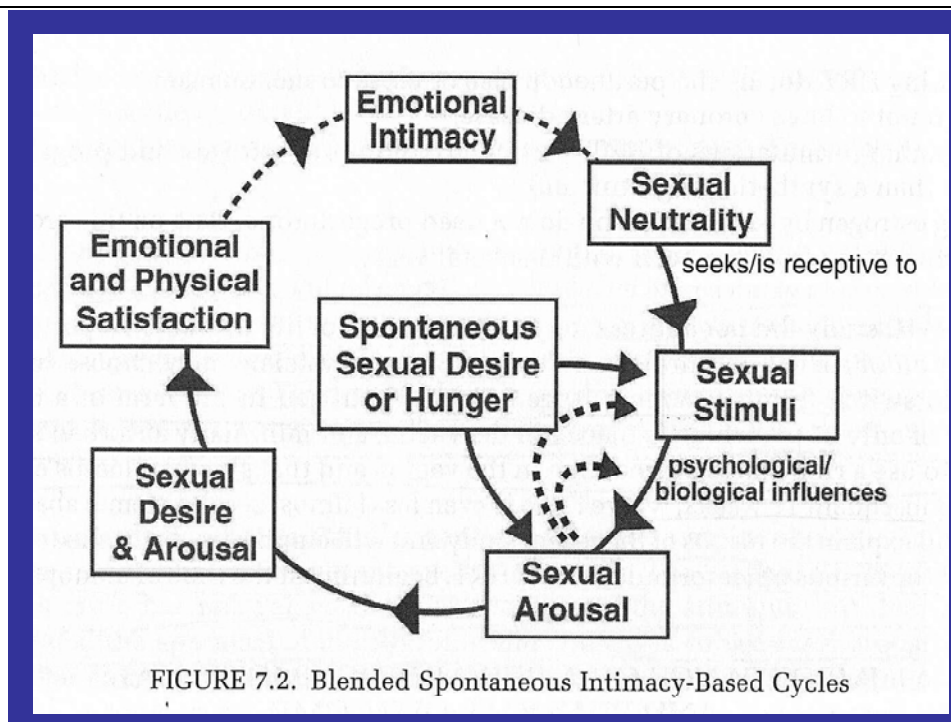 Emotional
Intimacy
Sexual
Neutrality
seeks/is receptive to
Emotional
and Physical
Satisfaction
Spontaneous
Sexual Desire
or Hunger
Sexual
Stimuli
psychological/
biological influences
Sexual
Desire
& Arousal
Sexual
Arousal
FIGURE 7.2. Blended Spontaneous Intimacy-Based Cycles